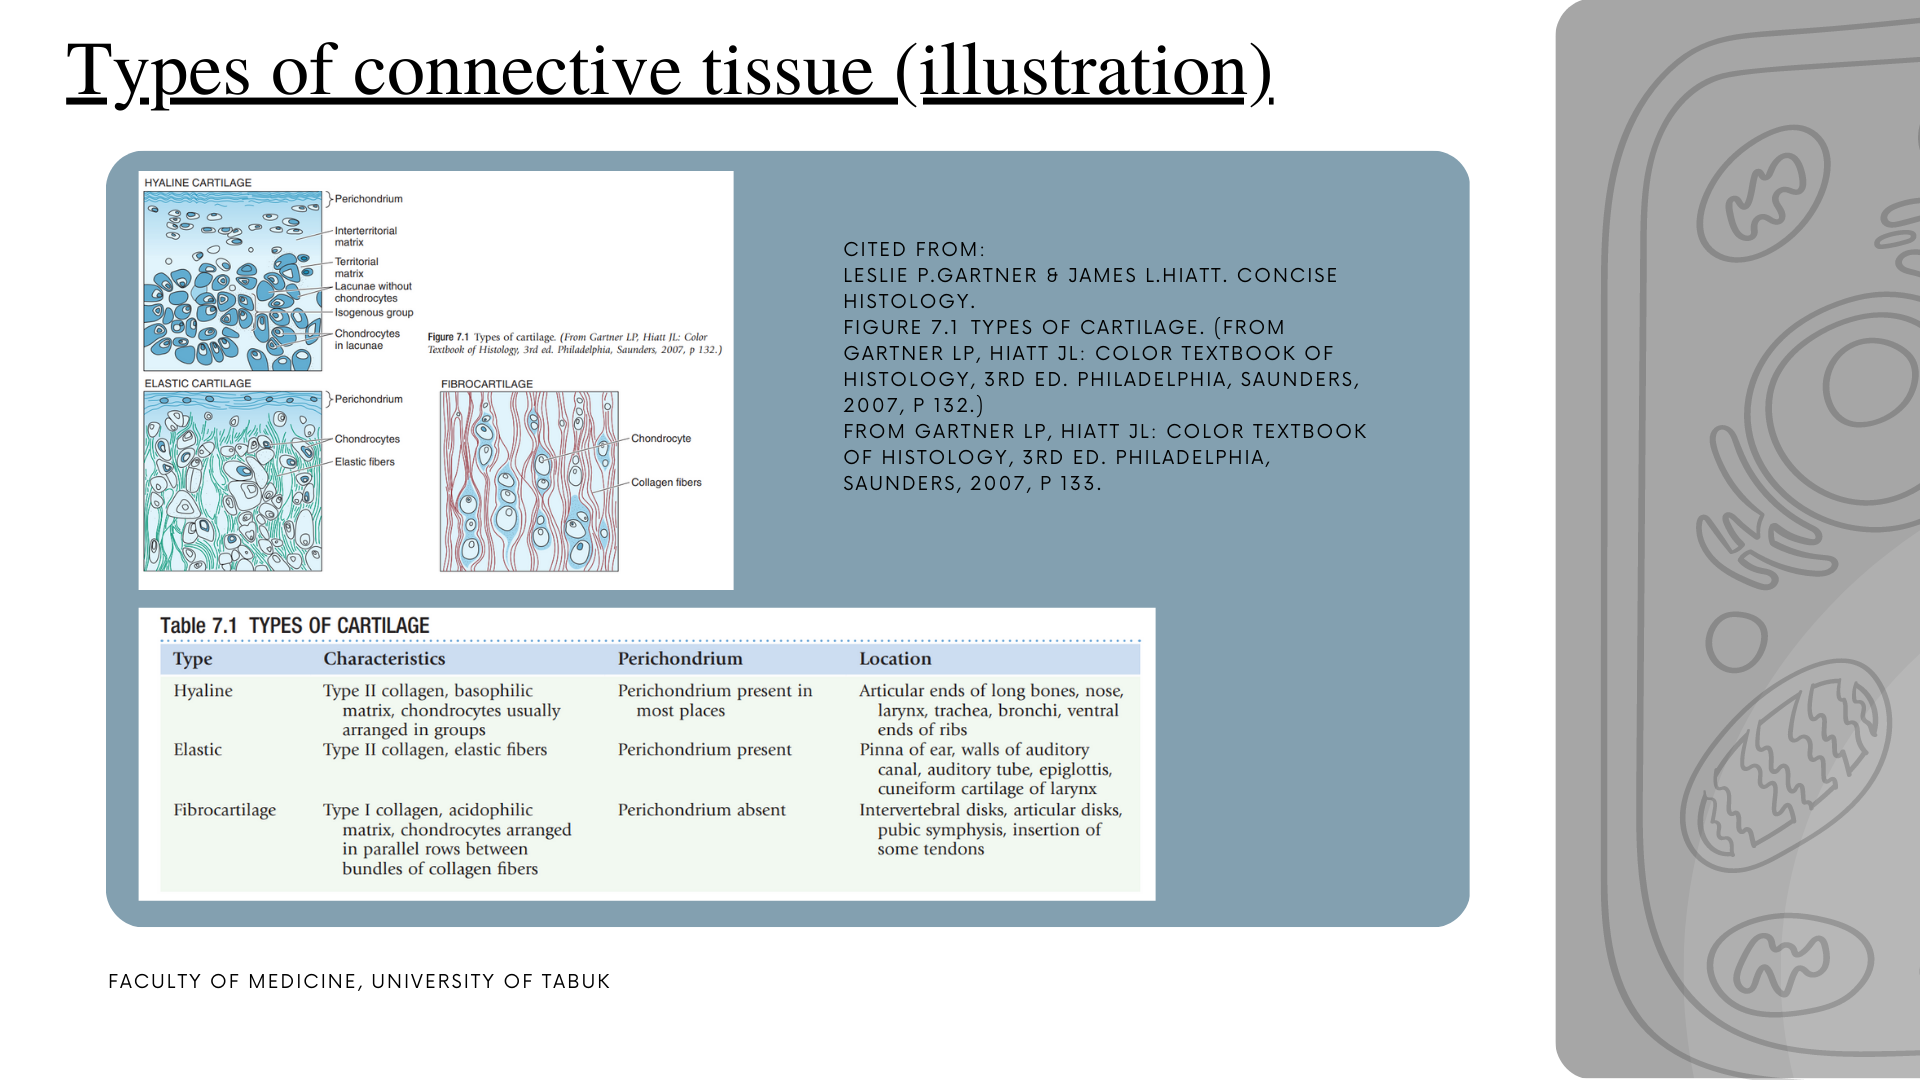 Types of connective tissue (illustration)
HYALINE CARTILAGE
Perichondrium
Interterritorial
matrix
Territorial
matrix
Lacunae without
chondrocytes
Isogenous group
Chondrocytes
in lacunae
Figure 7.1 Types of cartilage. (From Gartner LP, Hiatt JL: Color
Textbook of Histology, 3rd ed. Philadelphia, Saunders, 2007, p 132.)
ELASTIC CARTILAGE
Perichondrium
Chondrocytes
Elastic fibers
FIBROCARTILAGE
Chondrocyte
Collagen fibers
CITED FROM:
LESLIE P.GARTNER & JAMES L.HIATT. CONCISE
HISTOLOGY.
FIGURE 7.1 TYPES OF CARTILAGE. (FROM
GARTNER LP, HIATT JL: COLOR TEXTBOOK OF
HISTOLOGY, 3RD ED. PHILADELPHIA, SAUNDERS,
2007, P 132.)
FROM GARTNER LP, HIATT JL: COLOR TEXTBOOK
OF HISTOLOGY, 3RD ED. PHILADELPHIA,
SAUNDERS, 2007, P 133.
Table 7.1 TYPES OF CARTILAGE
Type Characteristics Perichondrium Location
Hyaline Type II collagen, basophilic Perichondrium present in Articular ends of long bones, nose,
matrix, chondrocytes usually most places larynx, trachea, bronchi, ventral
arranged in groups ends of ribs
Elastic Type II collagen, elastic fibers Perichondrium present Pinna of ear, walls of auditory
canal, auditory tube, epiglottis,
cuneiform cartilage of larynx
Fibrocartilage Type I collagen, acidophilic Perichondrium absent Intervertebral disks, articular disks,
matrix, chondrocytes arranged pubic symphysis, insertion of
in parallel rows between some tendons
bundles of collagen fibers
FACULTY OF MEDICINE, UNIVERSITY OF TABUK